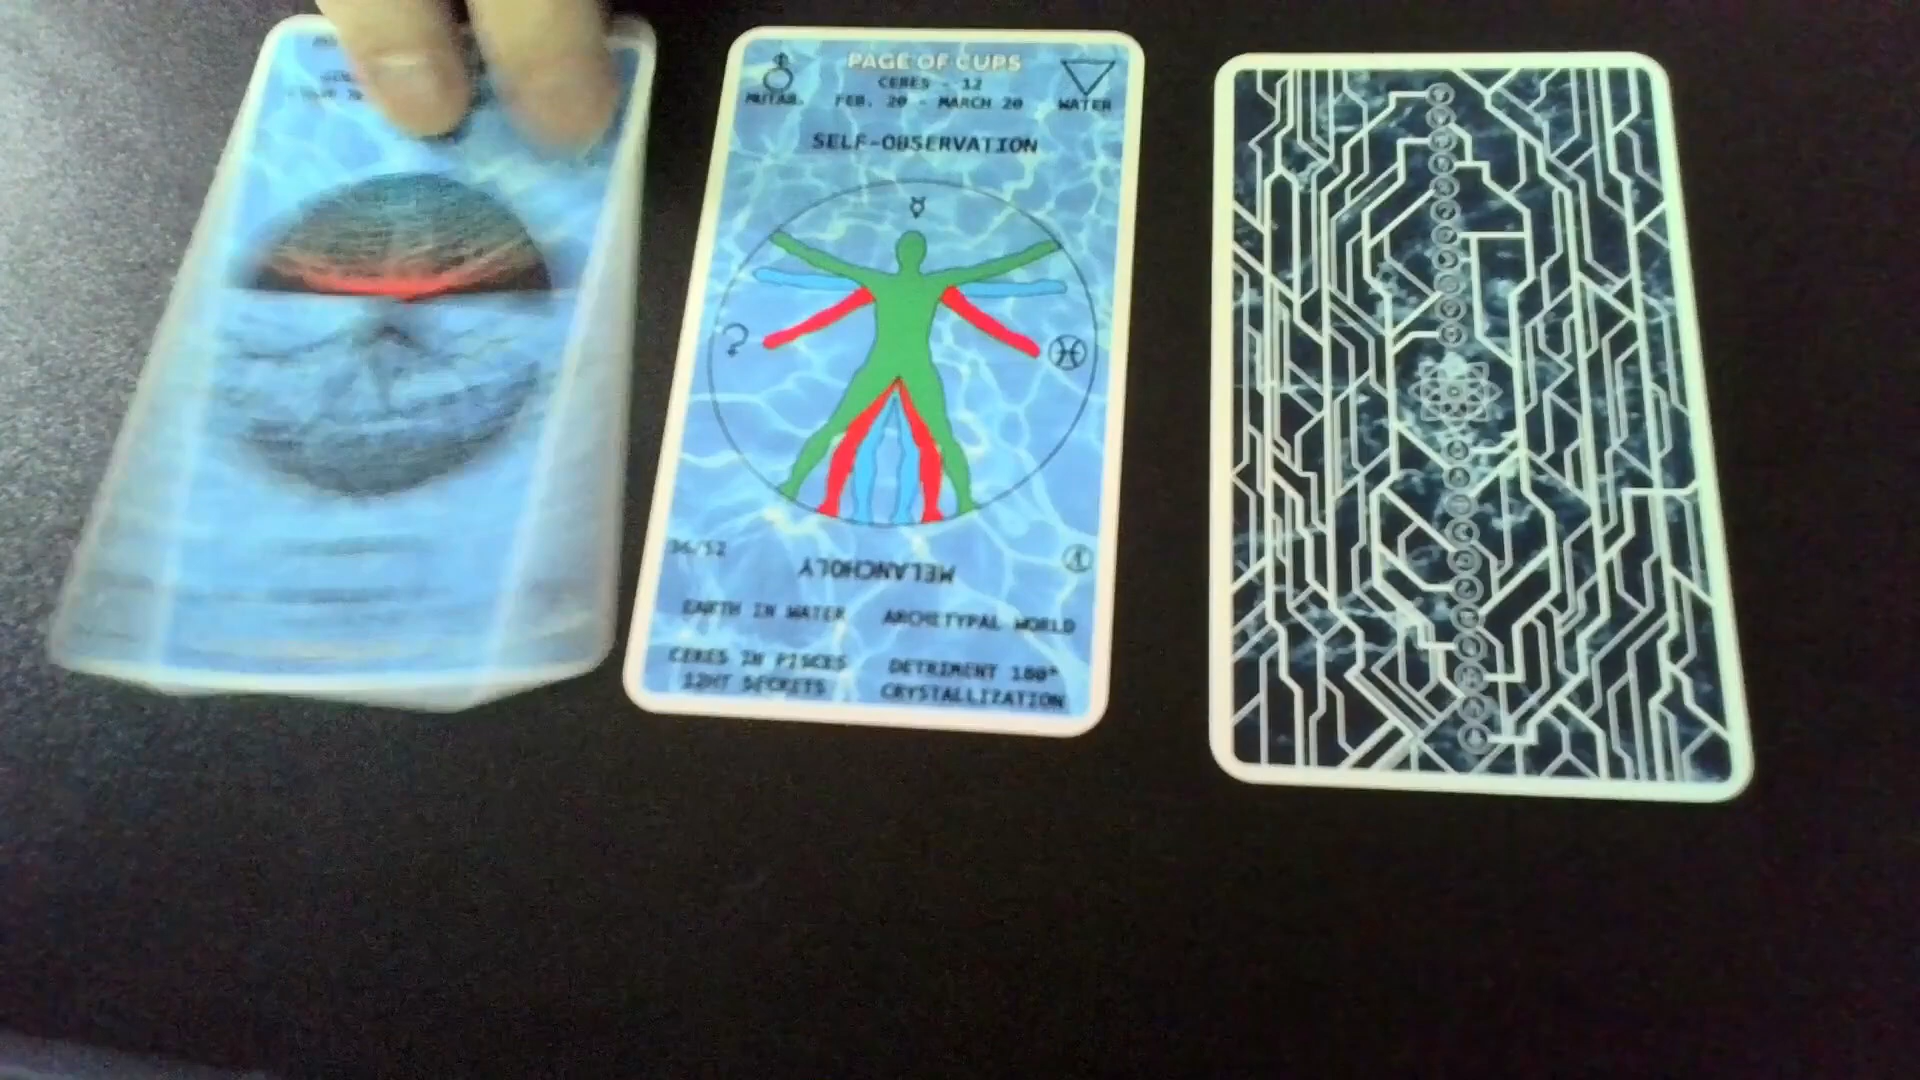 PAGE OF CUPS
CERES - 12
MUTAB. FEB. 20 - MARCH 20 WATER
SELF-OBSERVATION
36/52
MELANCHOLY
EARTH IN WATER ARCHETYPAL WORLD
CERES IN PISCES DETRIMENT 180°
12HT SECRETS CRYSTALLIZATION